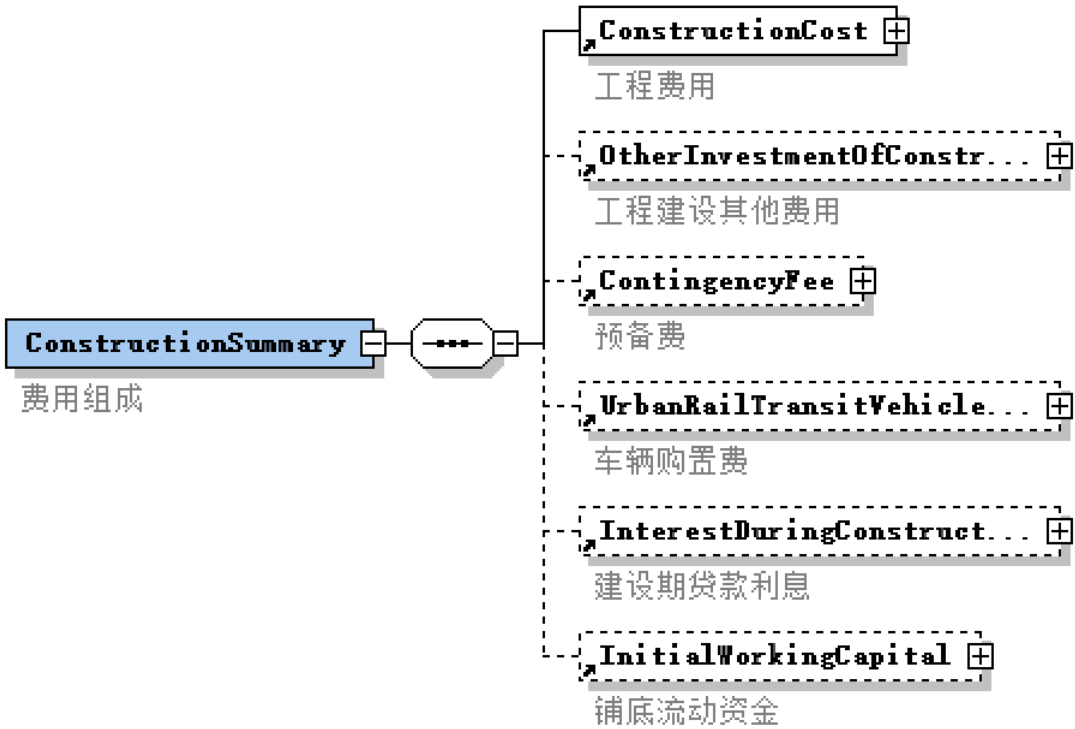 ConstructionCost
工程费用
OtherInvestmentOfConstr...
工程建设其他费用
ContingencyFee
预备费
ConstructionSummary
费用组成
UrbanRailTransitVehicle...
车辆购置费
InterestDuringConstruct...
建设期贷款利息
InitialWorkingCapital
铺底流动资金